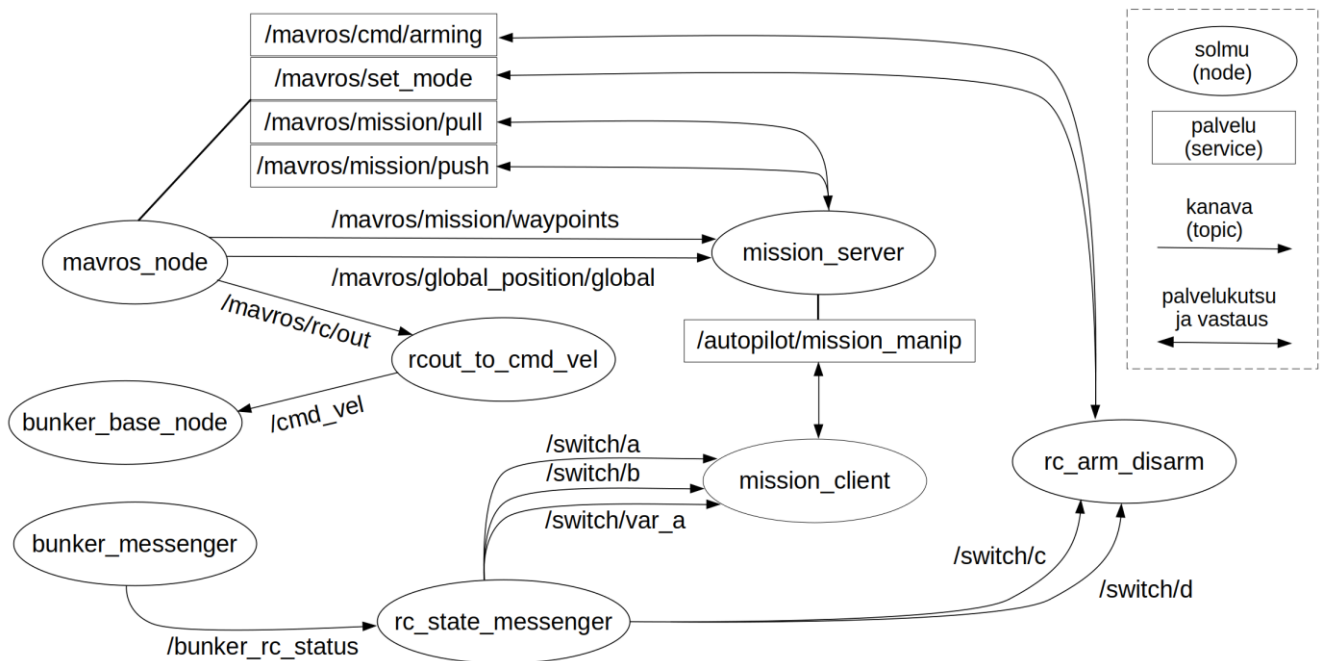 /mavros/cmd/arming
/mavros/set_mode
/mavros/mission/pull
/mavros/mission/push
/mavros/mission/waypoints
mavros_node
mission_server
/mavros/global_position/global
/mavros/rc/out
/autopilot/mission_manip
rcout_to_cmd_vel
bunker_base_node
/cmd_vel
/switch/a
/switch/b
/switch/var_a
mission_client
rc_arm_disarm
bunker_messenger
/switch/c
/switch/d
rc_state_messenger
/bunker_rc_status
solmu
(node)
palvelu
(service)
kanava
(topic)
palvelukutsu
ja vastaus